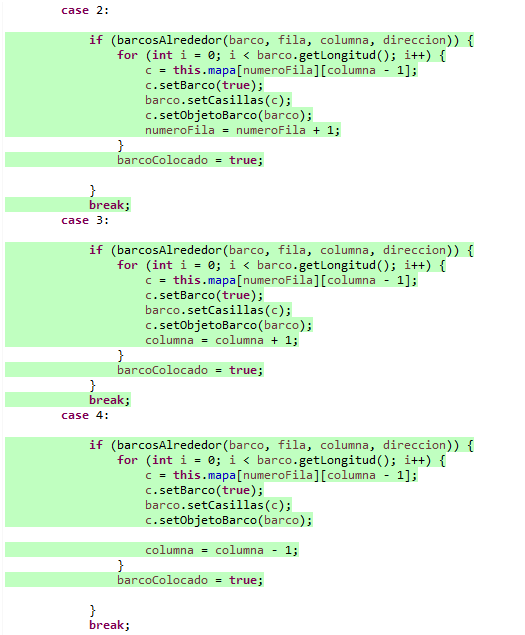 case 2:
if (barcosAlrededor(barco, fila, columna, direccion)) {
for (int i = 0; i < barco.getLongitud(); i++) {
c = this.mapa[numeroFila][columna - 1];
c.setBarco(true);
barco.setCasillas(c);
c.setObjetoBarco(barco);
numeroFila = numeroFila + 1;
}
barcoColocado = true;
}
break;
case 3:
if (barcosAlrededor(barco, fila, columna, direccion)) {
for (int i = 0; i < barco.getLongitud(); i++) {
c = this.mapa[numeroFila][columna - 1];
c.setBarco(true);
barco.setCasillas(c);
c.setObjetoBarco(barco);
columna = columna + 1;
}
barcoColocado = true;
}
break;
case 4:
if (barcosAlrededor(barco, fila, columna, direccion)) {
for (int i = 0; i < barco.getLongitud(); i++) {
c = this.mapa[numeroFila][columna - 1];
c.setBarco(true);
barco.setCasillas(c);
c.setObjetoBarco(barco);
columna = columna - 1;
}
barcoColocado = true;
}
break;